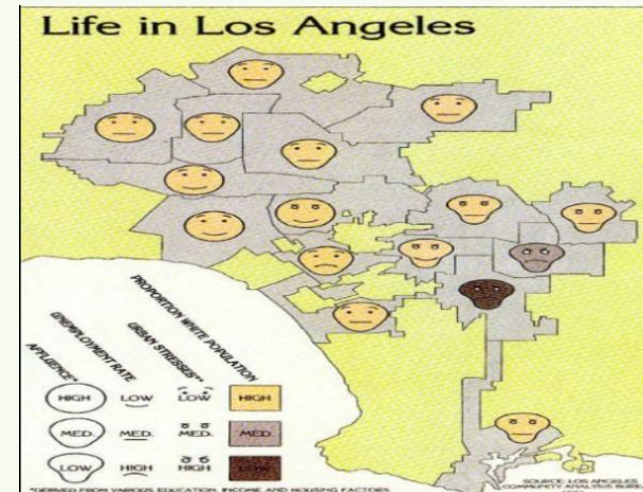 Life in Los Angeles
AFFLUENCE*
UNEMPLOYMENT RATE
URBAN STRESSES**
PROPORTION WHITE POPULATION
HIGH LOW LOW HIGH
MED. MED. MED. MED.
LOW HIGH HIGH LOW
*DERIVED FROM VARIOUS EDUCATION, INCOME AND HOUSING FACTORS
SOURCE: LOS ANGELES
COMMUNITY ANALYSIS BUREAU